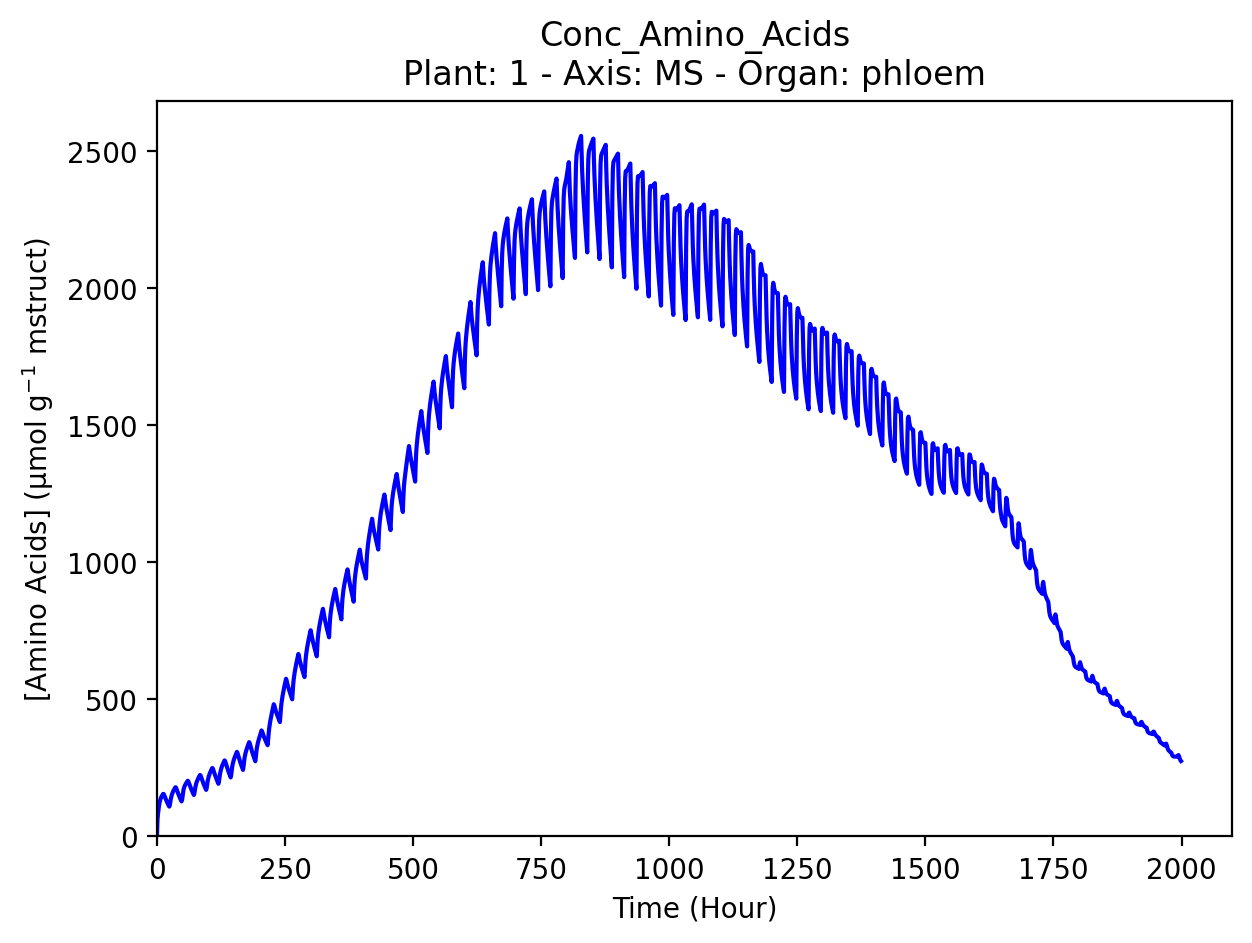 Conc_Amino_Acids
Plant: 1 - Axis: MS - Organ: phloem
[Amino Acids] (µmol g⁻¹ mstruct)
2500
2000
1500
1000
500
0
0 250 500 750 1000 1250 1500 1750 2000
Time (Hour)